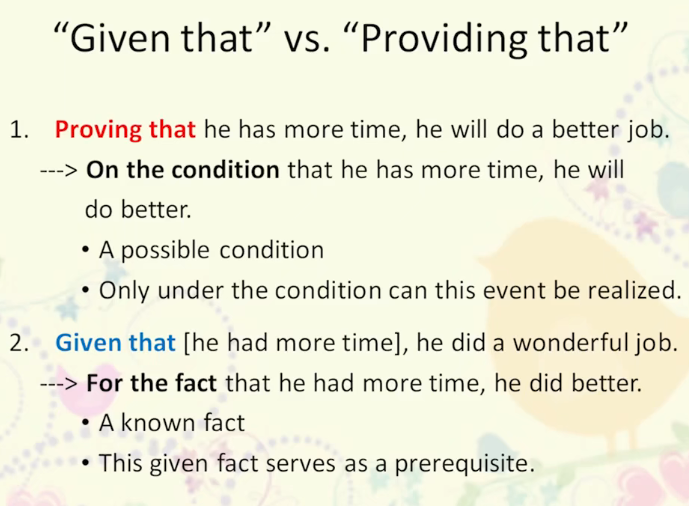 “Given that” vs. “Providing that”
1. Proving that he has more time, he will do a better job.
---> On the condition that he has more time, he will
do better.
• A possible condition
• Only under the condition can this event be realized.
2. Given that [he had more time], he did a wonderful job.
---> For the fact that he had more time, he did better.
• A known fact
• This given fact serves as a prerequisite.